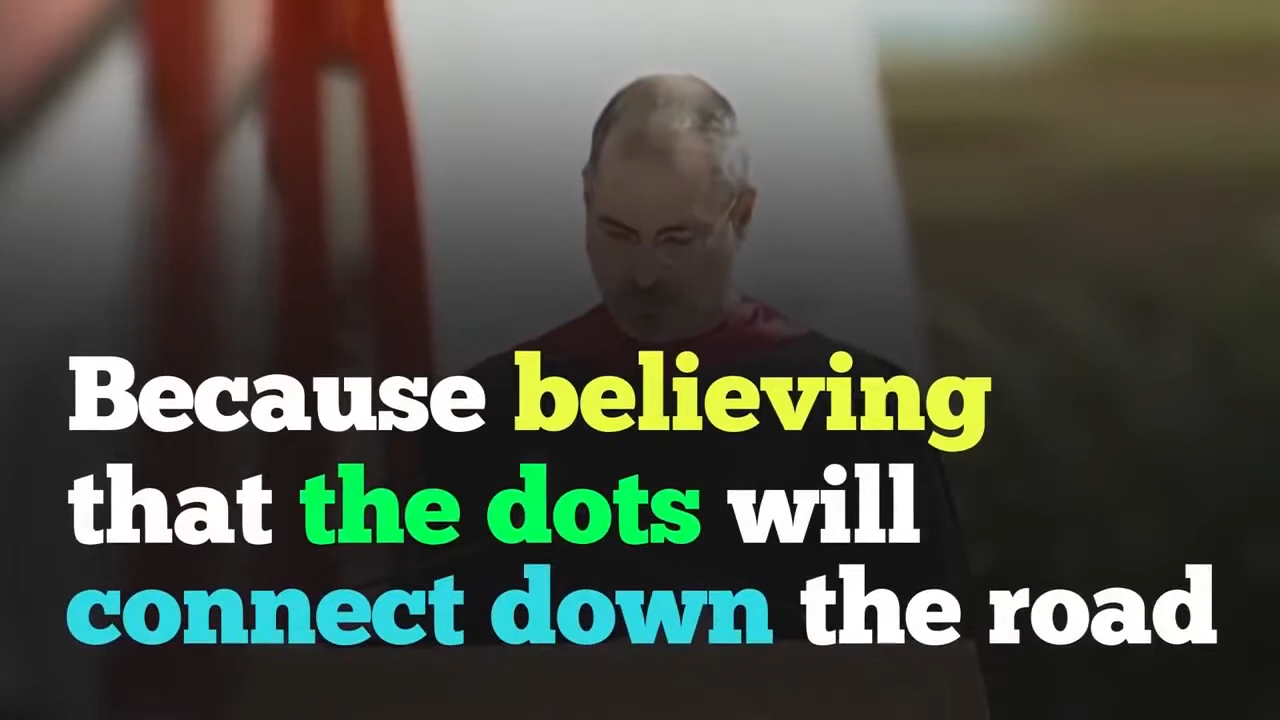 Because believing
that the dots will
connect down the road